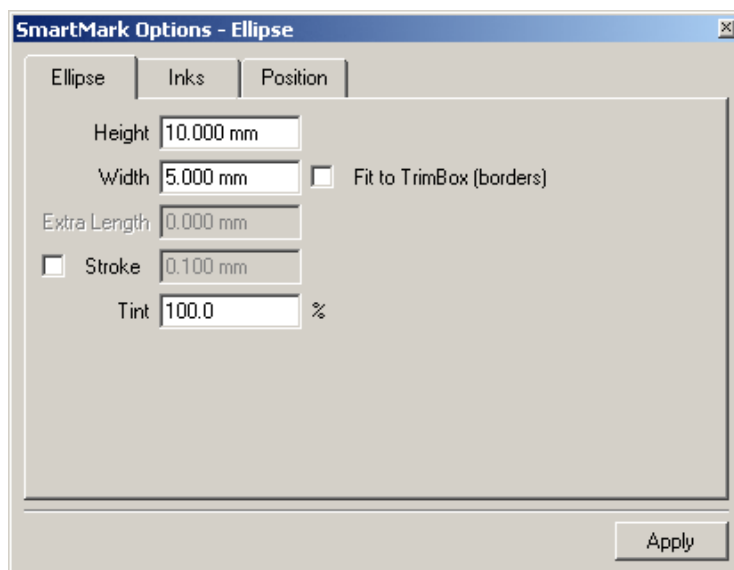 SmartMark Options - Ellipse
Ellipse Inks Position
Height 10.000 mm
Width 5.000 mm Fit to TrimBox (borders)
Extra Length 0.000 mm
Stroke 0.100 mm
Tint 100.0 %
Apply